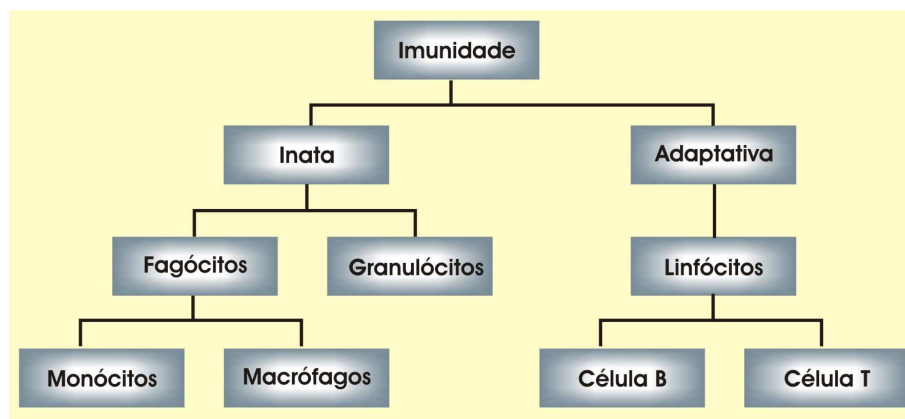 Imunidade
Inata
Adaptativa
Fagócitos
Granulócitos
Linfócitos
Monócitos
Macrófagos
Célula B
Célula T